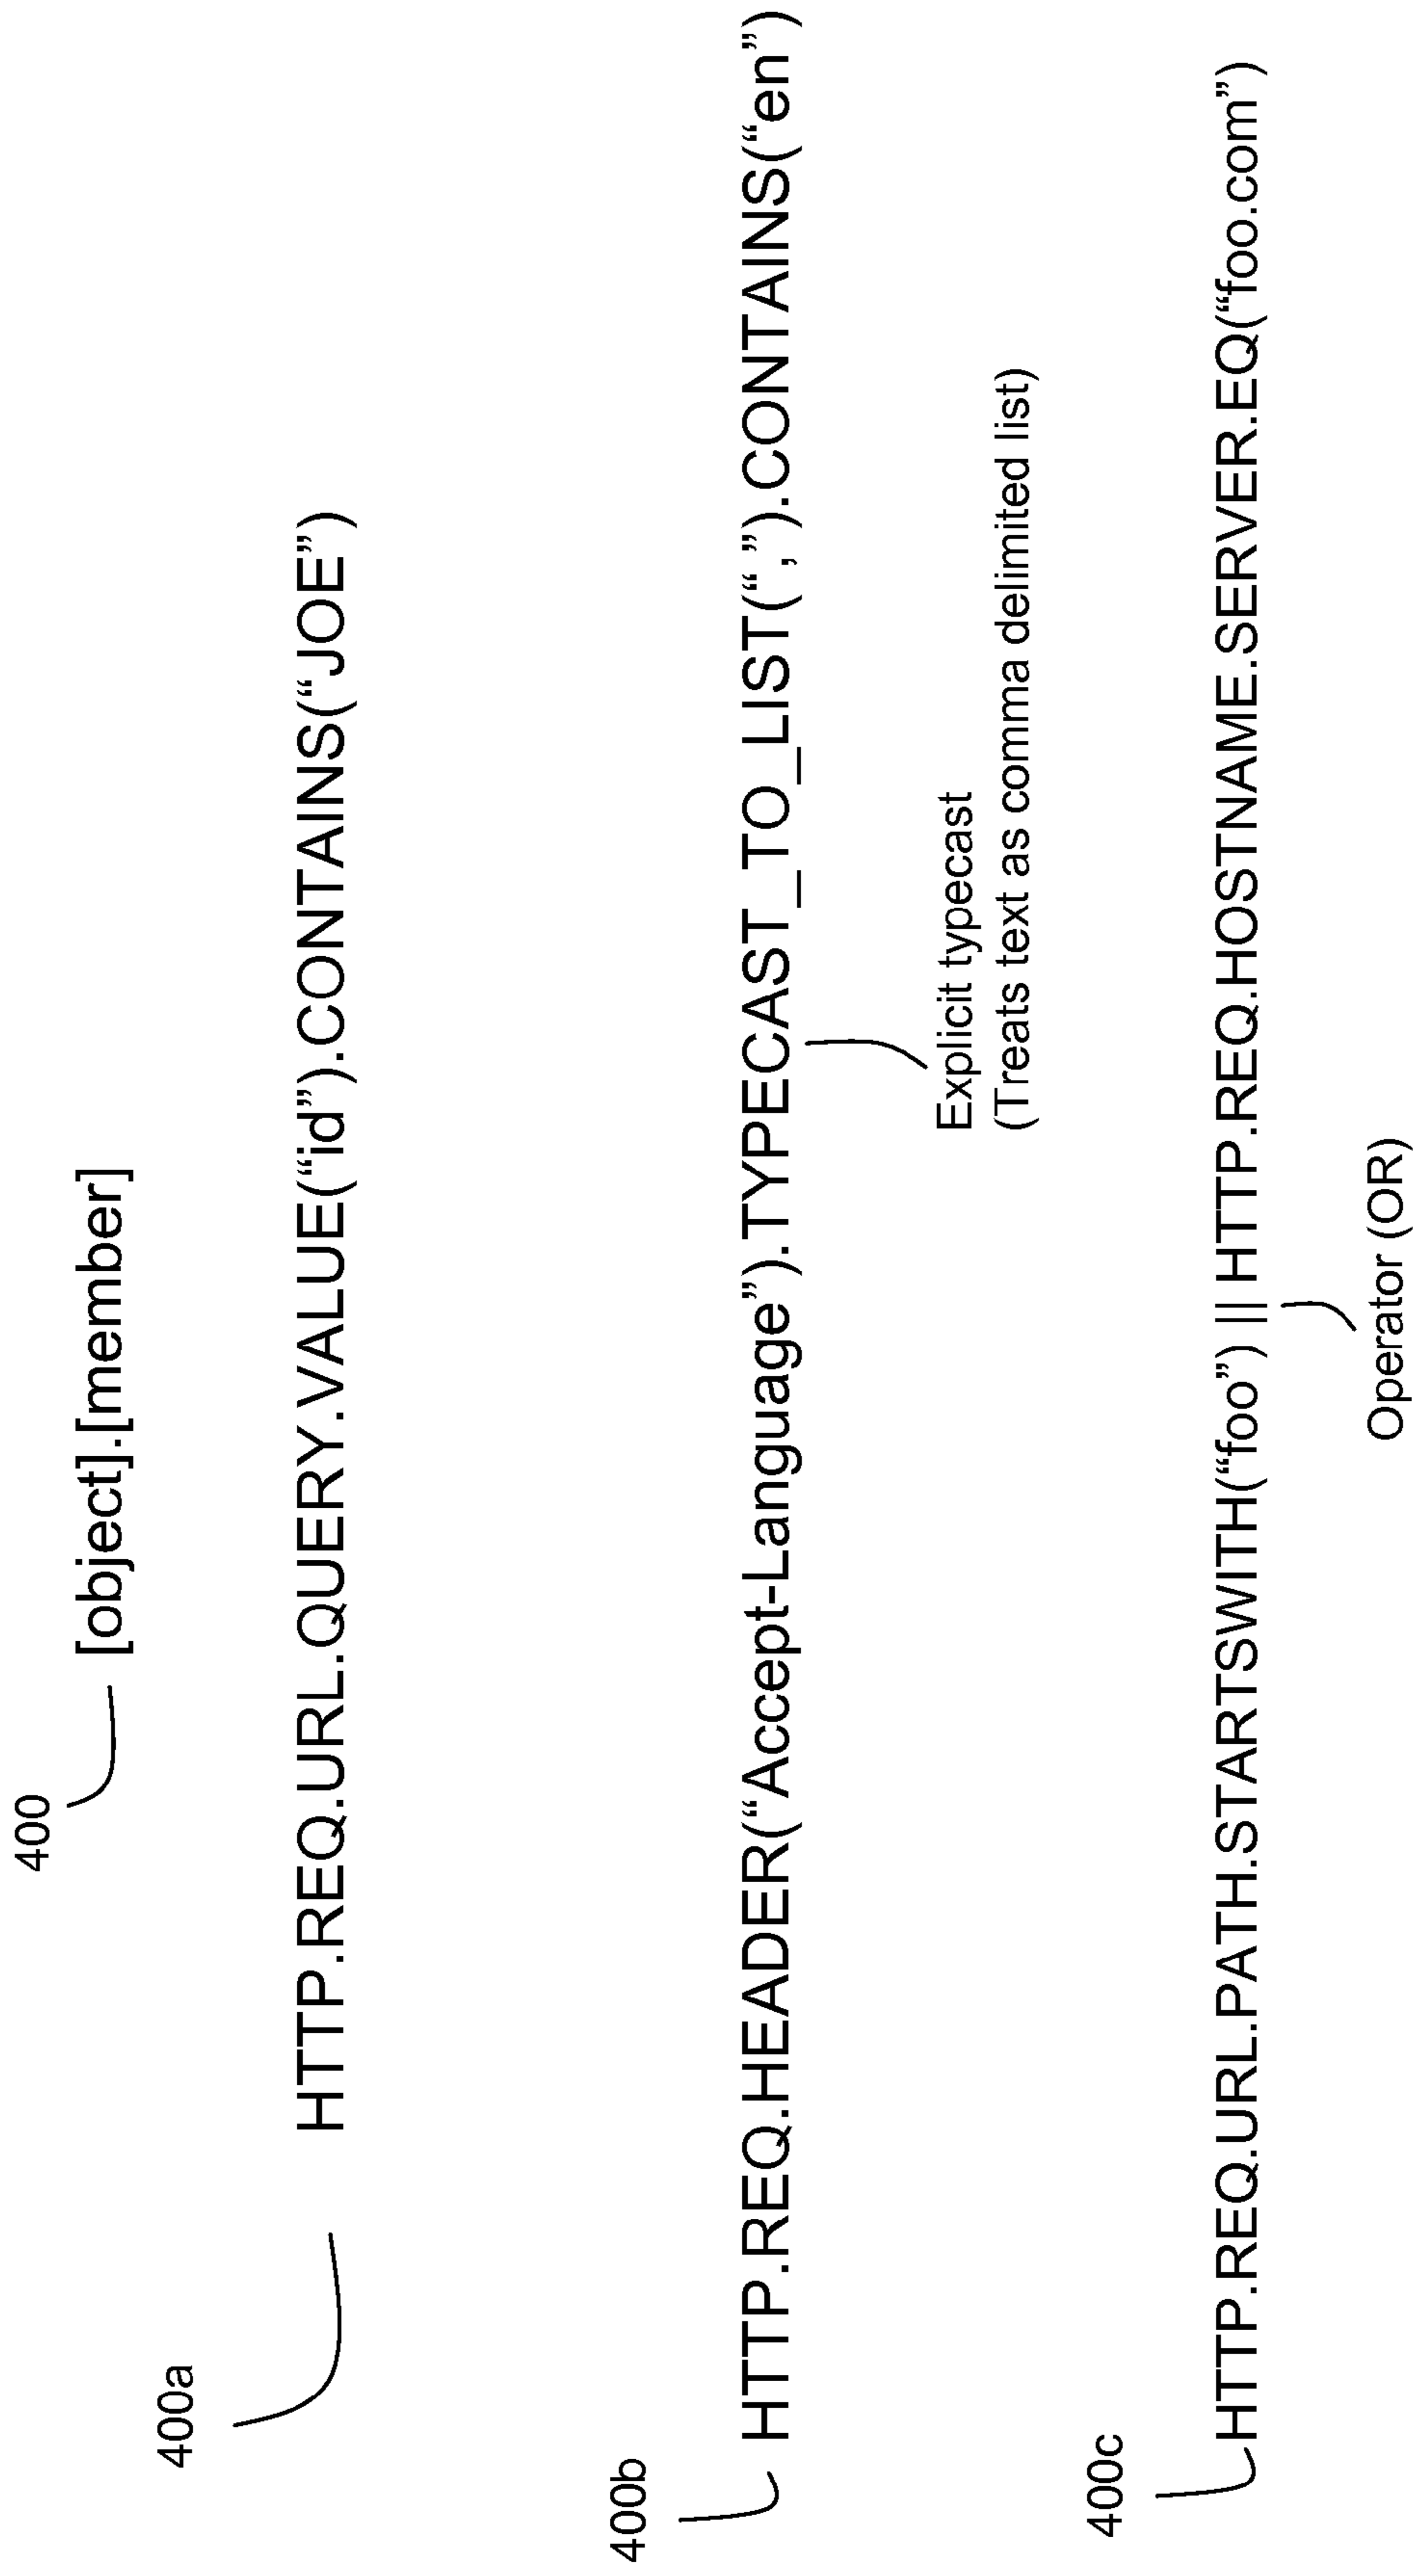 400
[object].[member]
400a
HTTP.REQ.URL.QUERY.VALUE(“id”).CONTAINS(“JOE”)
400b
HTTP.REQ.HEADER(“Accept-Language”).TYPECAST_TO_LIST(“,”).CONTAINS(“en”)
Explicit typecast
(Treats text as comma delimited list)
400c
HTTP.REQ.URL.PATH.STARTSWITH(“foo”) || HTTP.REQ.HOSTNAME.SERVER.EQ(“foo.com”)
Operator (OR)